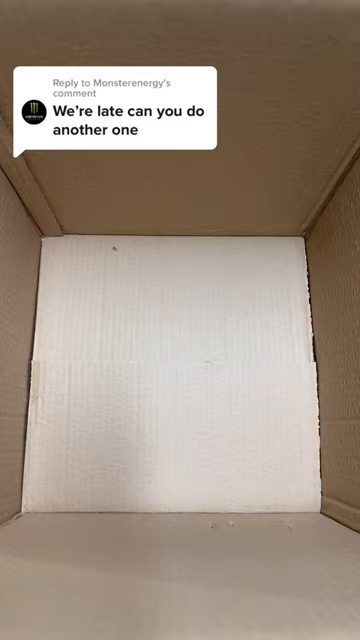 Reply to Monsterenergy's
comment
We're late can you do
another one